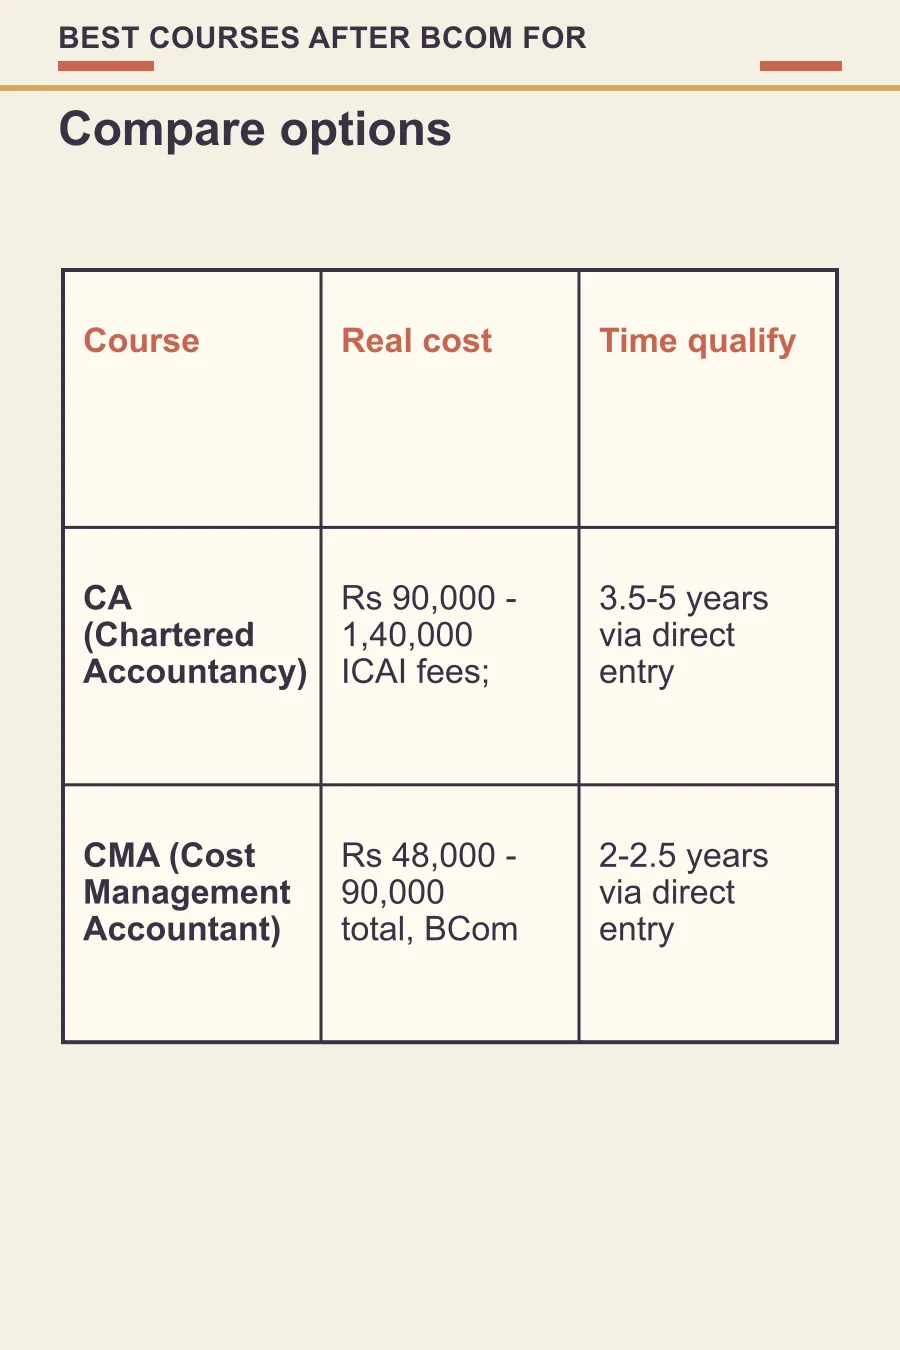 BEST COURSES AFTER BCOM FOR
Compare options
Course
Real cost
Time qualify
CA
(Chartered
Accountancy)
Rs 90,000 -
1,40,000
ICAI fees;
3.5-5 years
via direct
entry
CMA (Cost
Management
Accountant)
Rs 48,000 -
90,000
total, BCom
2-2.5 years
via direct
entry